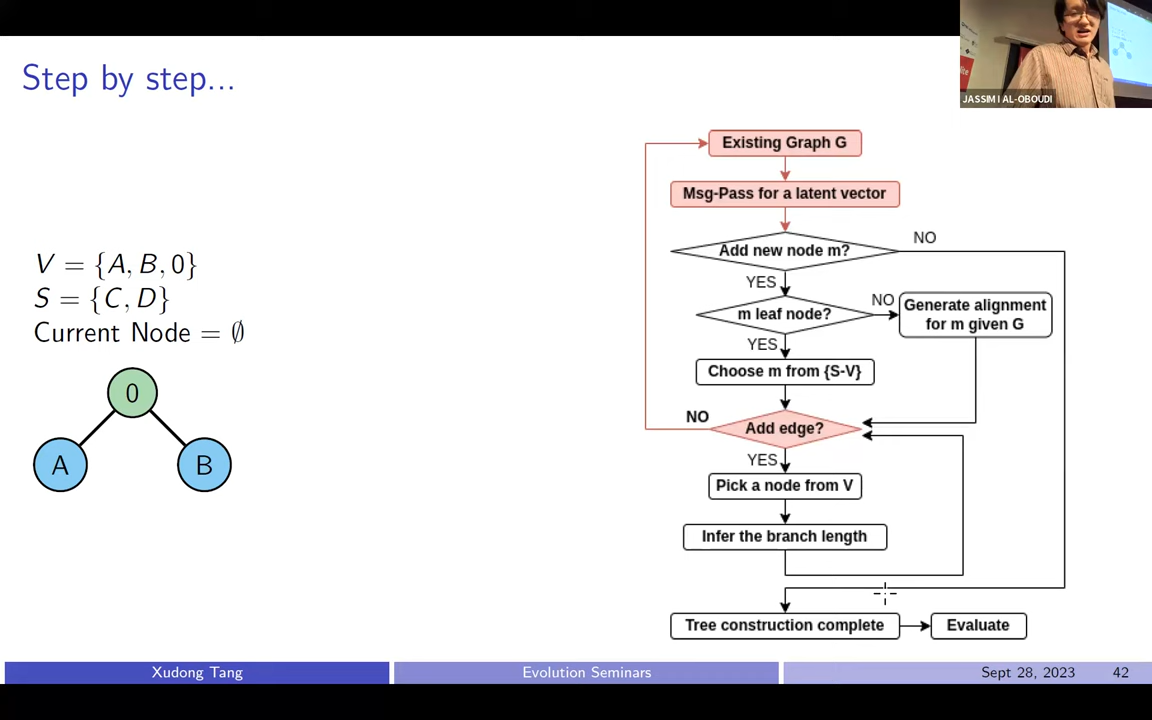 Step by step...
JASSIM I AL-OBOUDI
V = {A, B, 0}
S = {C, D}
Current Node = ∅
0
A
B
Existing Graph G
Msg-Pass for a latent vector
Add new node m?
NO
YES
m leaf node?
NO
Generate alignment
for m given G
YES
Choose m from {S-V}
NO
Add edge?
YES
Pick a node from V
Infer the branch length
Tree construction complete
Evaluate
Xudong Tang
Evolution Seminars
Sept 28, 2023
42